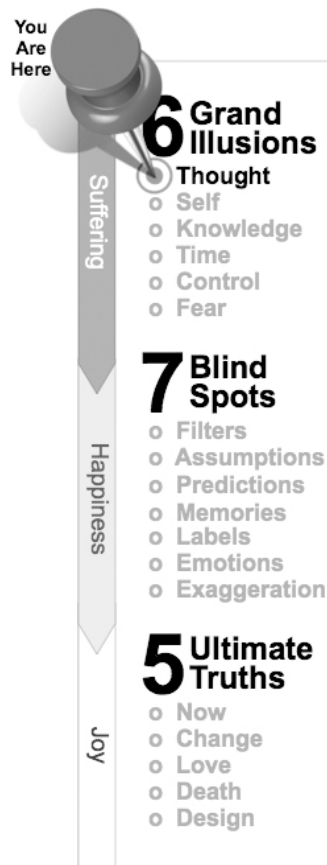 You
Are
Here
6 Grand
Illusions
Thought
o Self
o Knowledge
o Time
o Control
o Fear
Suffering
7 Blind
Spots
o Filters
o Assumptions
o Predictions
o Memories
o Labels
o Emotions
o Exaggeration
Happiness
5 Ultimate
Truths
o Now
o Change
o Love
o Death
o Design
Joy